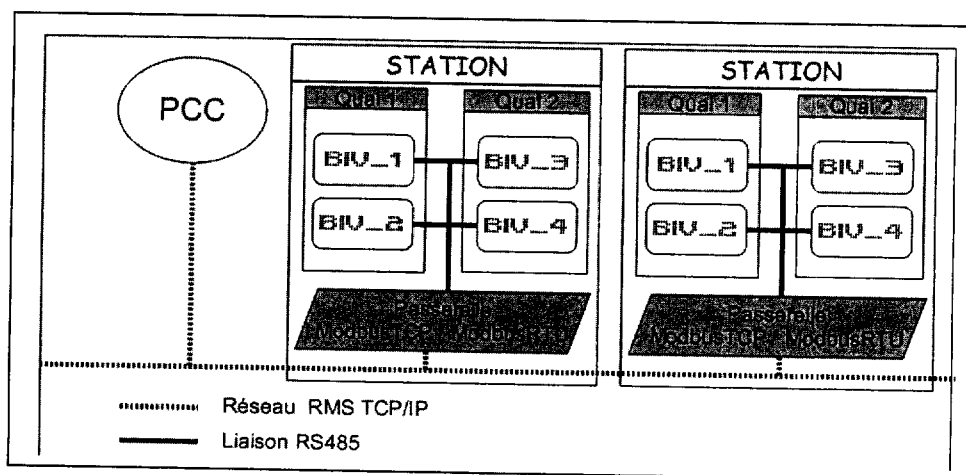 PCC
STATION
Quai 1
Quai 2
BIV_1
BIV_3
BIV_2
BIV_4
Passerelle
ModbusTCP / ModbusRTU
STATION
Quai 1
Quai 2
BIV_1
BIV_3
BIV_2
BIV_4
Passerelle
ModbusTCP / ModbusRTU
Réseau RMS TCP/IP
Liaison RS485